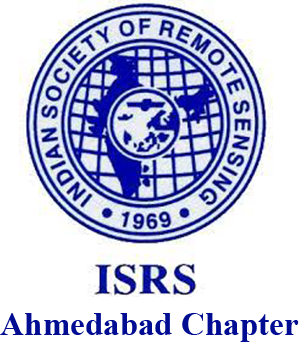 INDIAN SOCIETY OF REMOTE SENSING
• 1969 •
ISRS
Ahmedabad Chapter